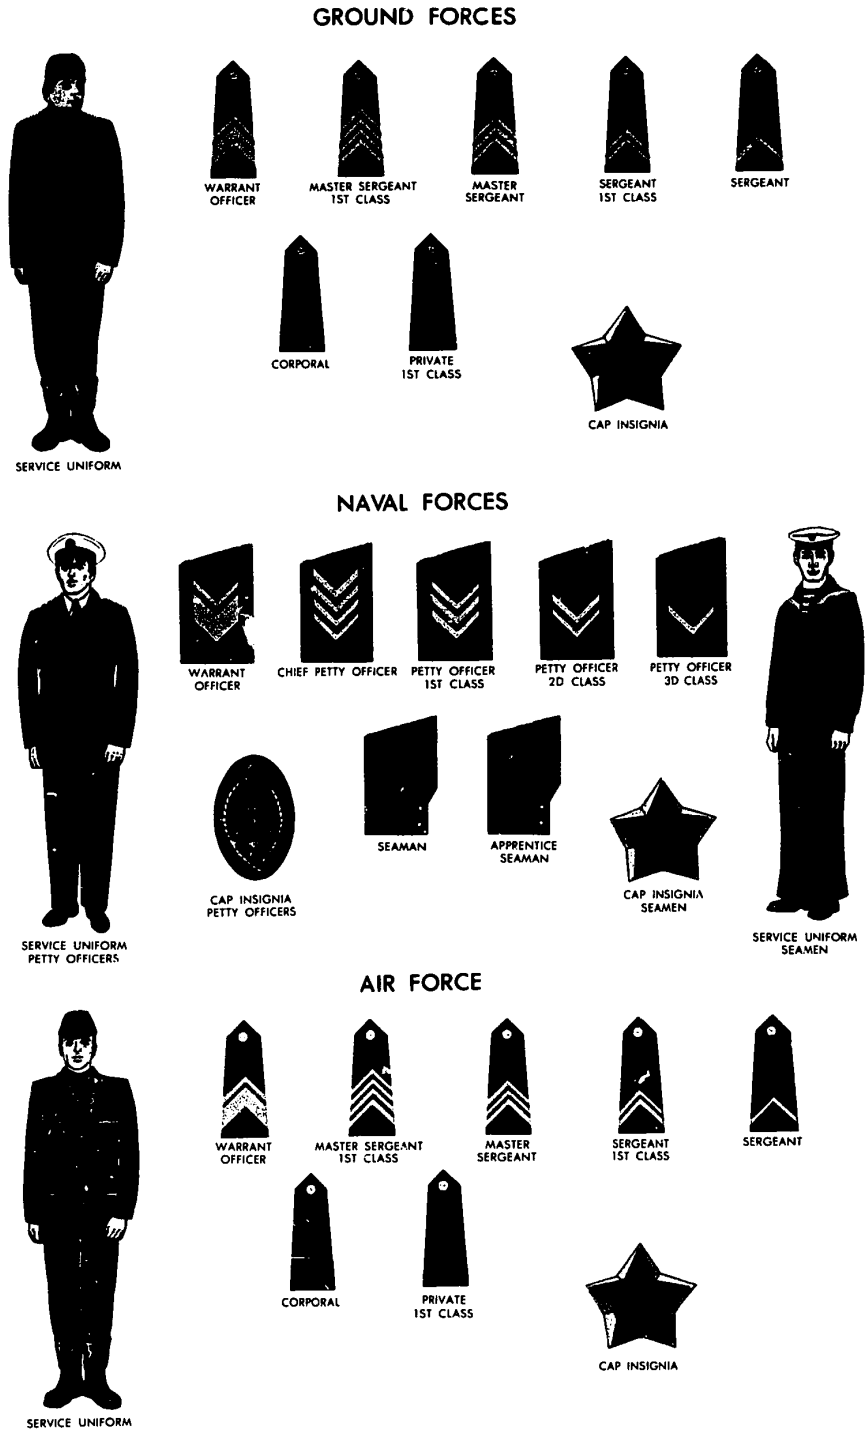 GROUND FORCES
WARRANT
OFFICER
MASTER SERGEANT
1ST CLASS
MASTER
SERGEANT
SERGEANT
1ST CLASS
SERGEANT
CORPORAL
PRIVATE
1ST CLASS
CAP INSIGNIA
SERVICE UNIFORM
NAVAL FORCES
WARRANT
OFFICER
CHIEF PETTY OFFICER
PETTY OFFICER
1ST CLASS
PETTY OFFICER
2D CLASS
PETTY OFFICER
3D CLASS
CAP INSIGNIA
PETTY OFFICERS
SEAMAN
APPRENTICE
SEAMAN
CAP INSIGNIA
SEAMEN
SERVICE UNIFORM
PETTY OFFICERS
SERVICE UNIFORM
SEAMEN
AIR FORCE
WARRANT
OFFICER
MASTER SERGEANT
1ST CLASS
MASTER
SERGEANT
SERGEANT
1ST CLASS
SERGEANT
CORPORAL
PRIVATE
1ST CLASS
CAP INSIGNIA
SERVICE UNIFORM